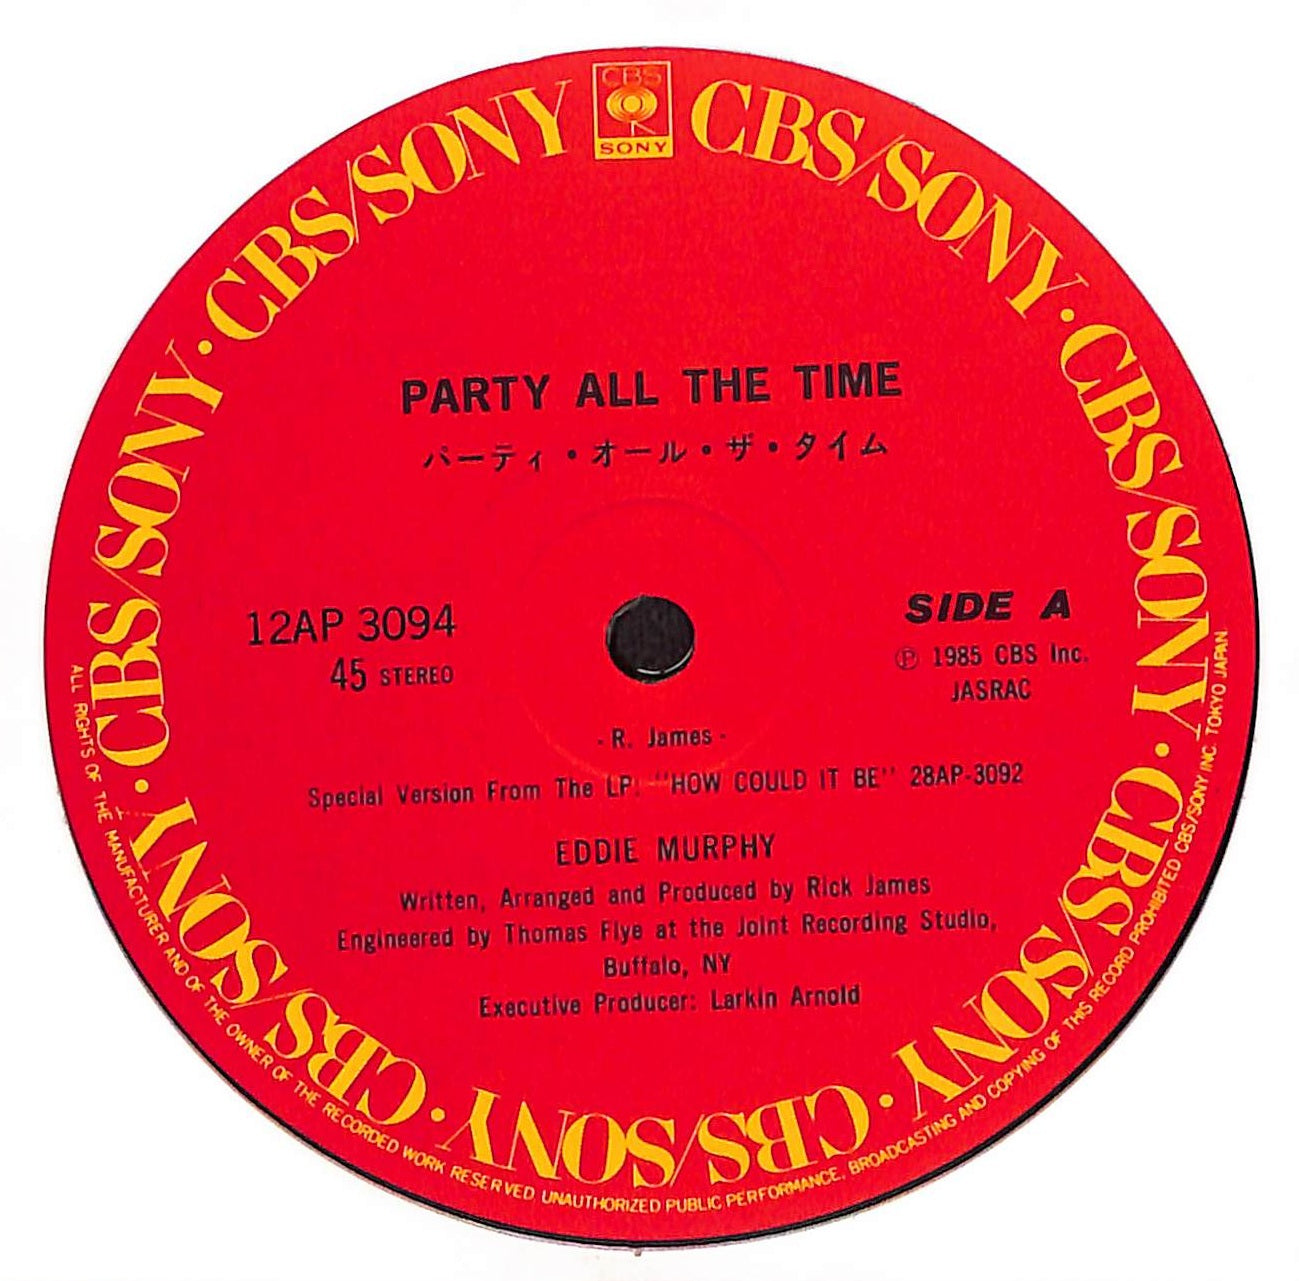 CBS
SONY
CBS/SONY · CBS/SONY · CBS/SONY · CBS/SONY · CBS/SONY · CBS/SONY · CBS/SONY
PARTY ALL THE TIME
パーティ・オール・ザ・タイム
12AP 3094
45 STEREO
SIDE A
Ⓟ 1985 CBS Inc.
JASRAC
- R. James -
Special Version From The LP: "HOW COULD IT BE" 28AP-3092
EDDIE MURPHY
Written, Arranged and Produced by Rick James
Engineered by Thomas Flye at the Joint Recording Studio,
Buffalo, NY
Executive Producer: Larkin Arnold
ALL RIGHTS OF THE MANUFACTURER AND OF THE OWNER OF THE RECORDED WORK RESERVED UNAUTHORIZED PUBLIC PERFORMANCE, BROADCASTING AND COPYING OF THIS RECORD PROHIBITED CBS/SONY INC. TOKYO JAPAN